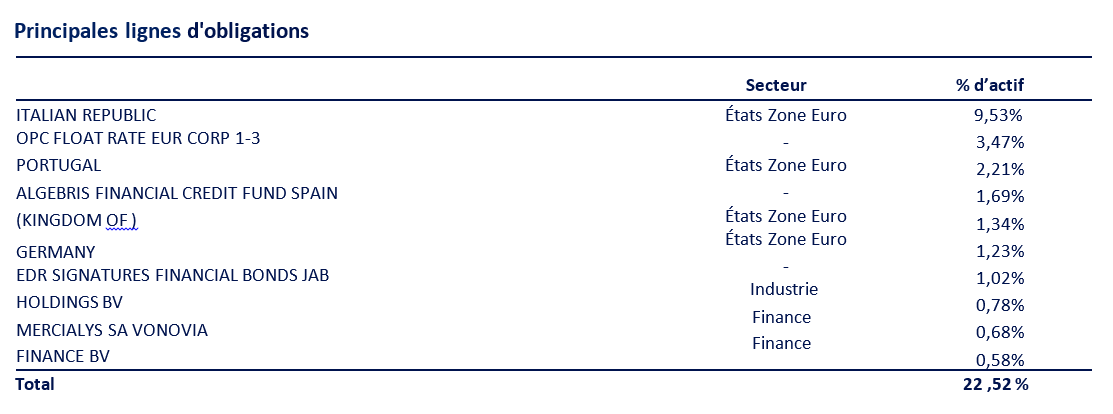 Principales lignes d'obligations
Secteur % d’actif
ITALIAN REPUBLIC États Zone Euro 9,53%
OPC FLOAT RATE EUR CORP 1-3 - 3,47%
PORTUGAL États Zone Euro 2,21%
ALGEBRIS FINANCIAL CREDIT FUND SPAIN - 1,69%
(KINGDOM OF ) États Zone Euro 1,34%
GERMANY États Zone Euro 1,23%
EDR SIGNATURES FINANCIAL BONDS JAB - 1,02%
HOLDINGS BV Industrie 0,78%
MERCIALYS SA VONOVIA Finance 0,68%
FINANCE BV Finance 0,58%
Total 22 ,52 %